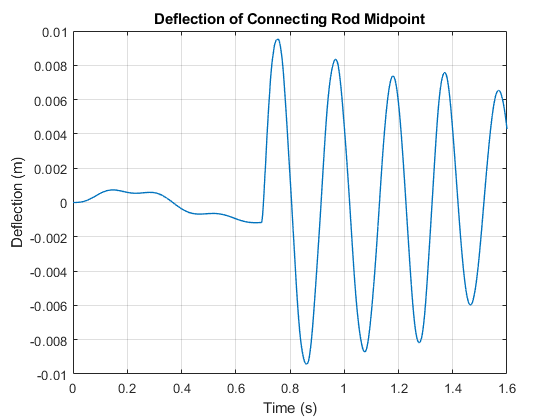 Deflection of Connecting Rod Midpoint
0.01
0.008
0.006
0.004
0.002
0
-0.002
-0.004
-0.006
-0.008
-0.01
Deflection (m)
0 0.2 0.4 0.6 0.8 1 1.2 1.4 1.6
Time (s)